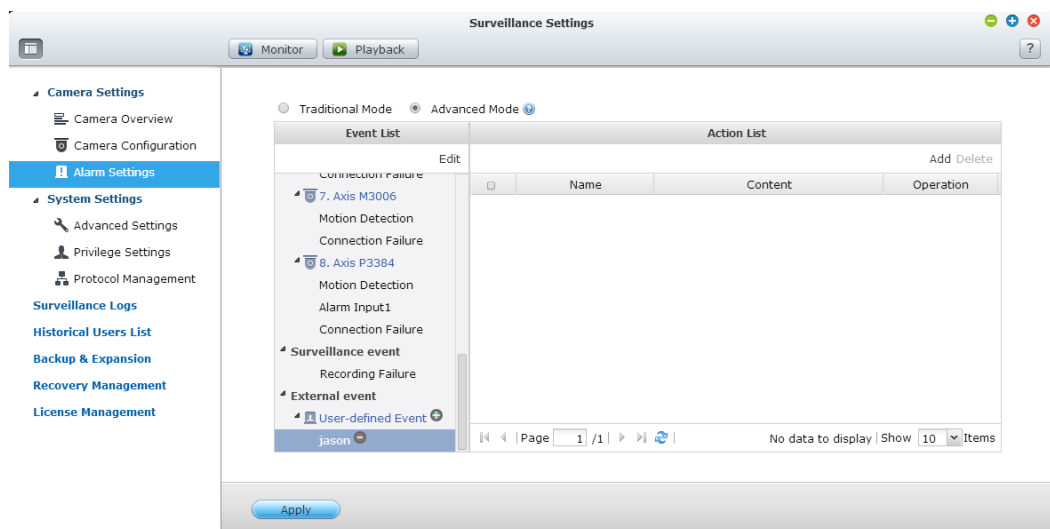 Surveillance Settings
Monitor
Playback
?
Camera Settings
Camera Overview
Camera Configuration
Alarm Settings
System Settings
Advanced Settings
Privilege Settings
Protocol Management
Surveillance Logs
Historical Users List
Backup & Expansion
Recovery Management
License Management
Traditional Mode Advanced Mode
Event List
Edit
Connection Failure
7. Axis M3006
Motion Detection
Connection Failure
8. Axis P3384
Motion Detection
Alarm Input1
Connection Failure
Surveillance event
Recording Failure
External event
User-defined Event
jason
Action List
Add Delete
Name Content Operation
Page 1 /1 No data to display Show 10 Items
Apply